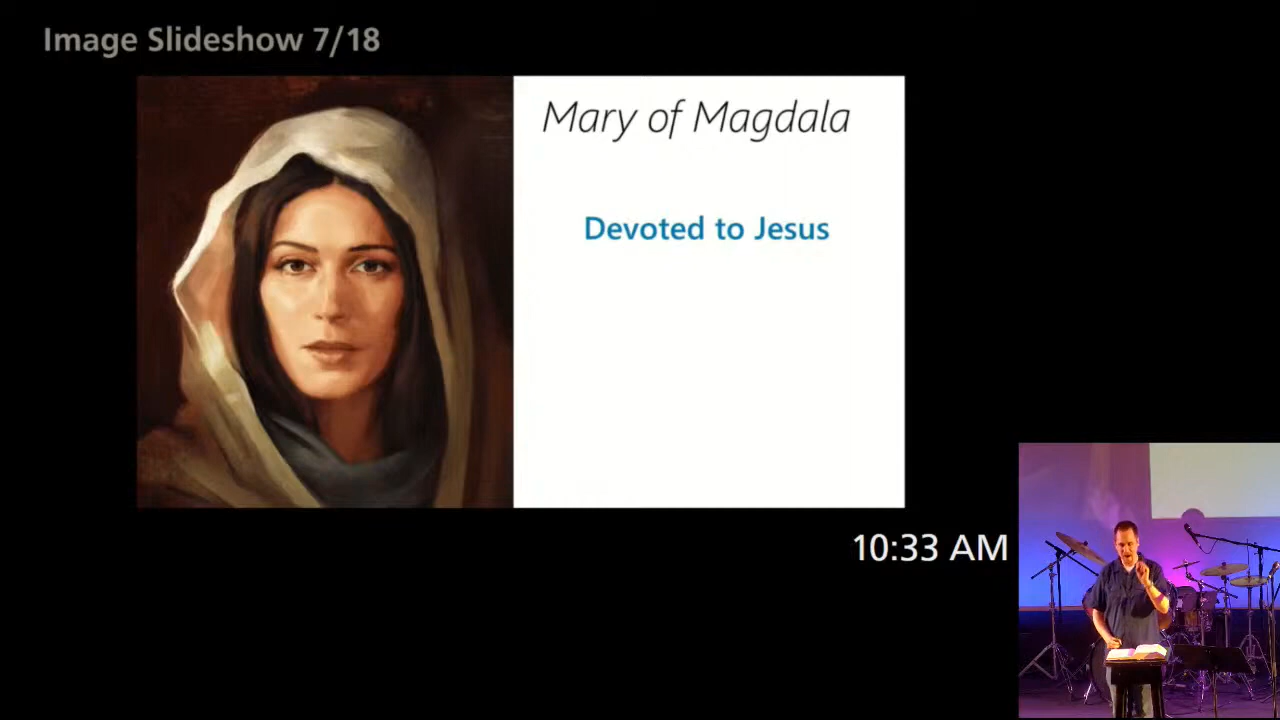 Image Slideshow 7/18
Mary of Magdala
Devoted to Jesus
10:33 AM